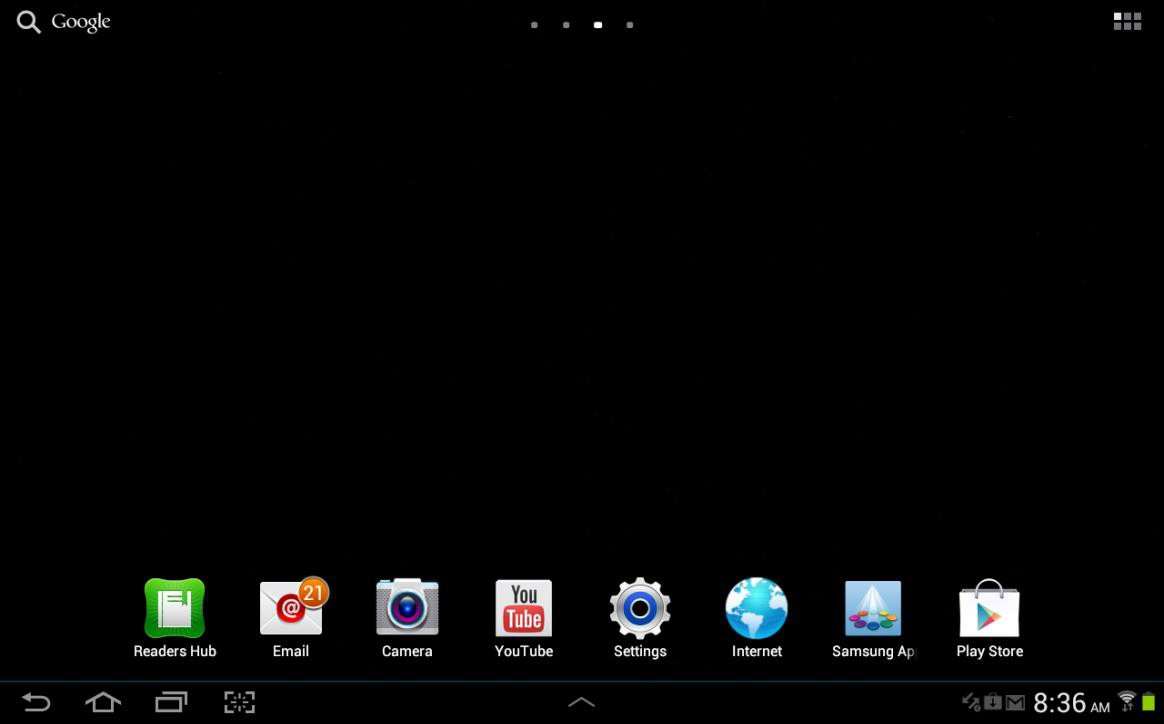 Google
21
You
Tube
Readers Hub
Email
Camera
YouTube
Settings
Internet
Samsung Ap
Play Store
8:36 AM